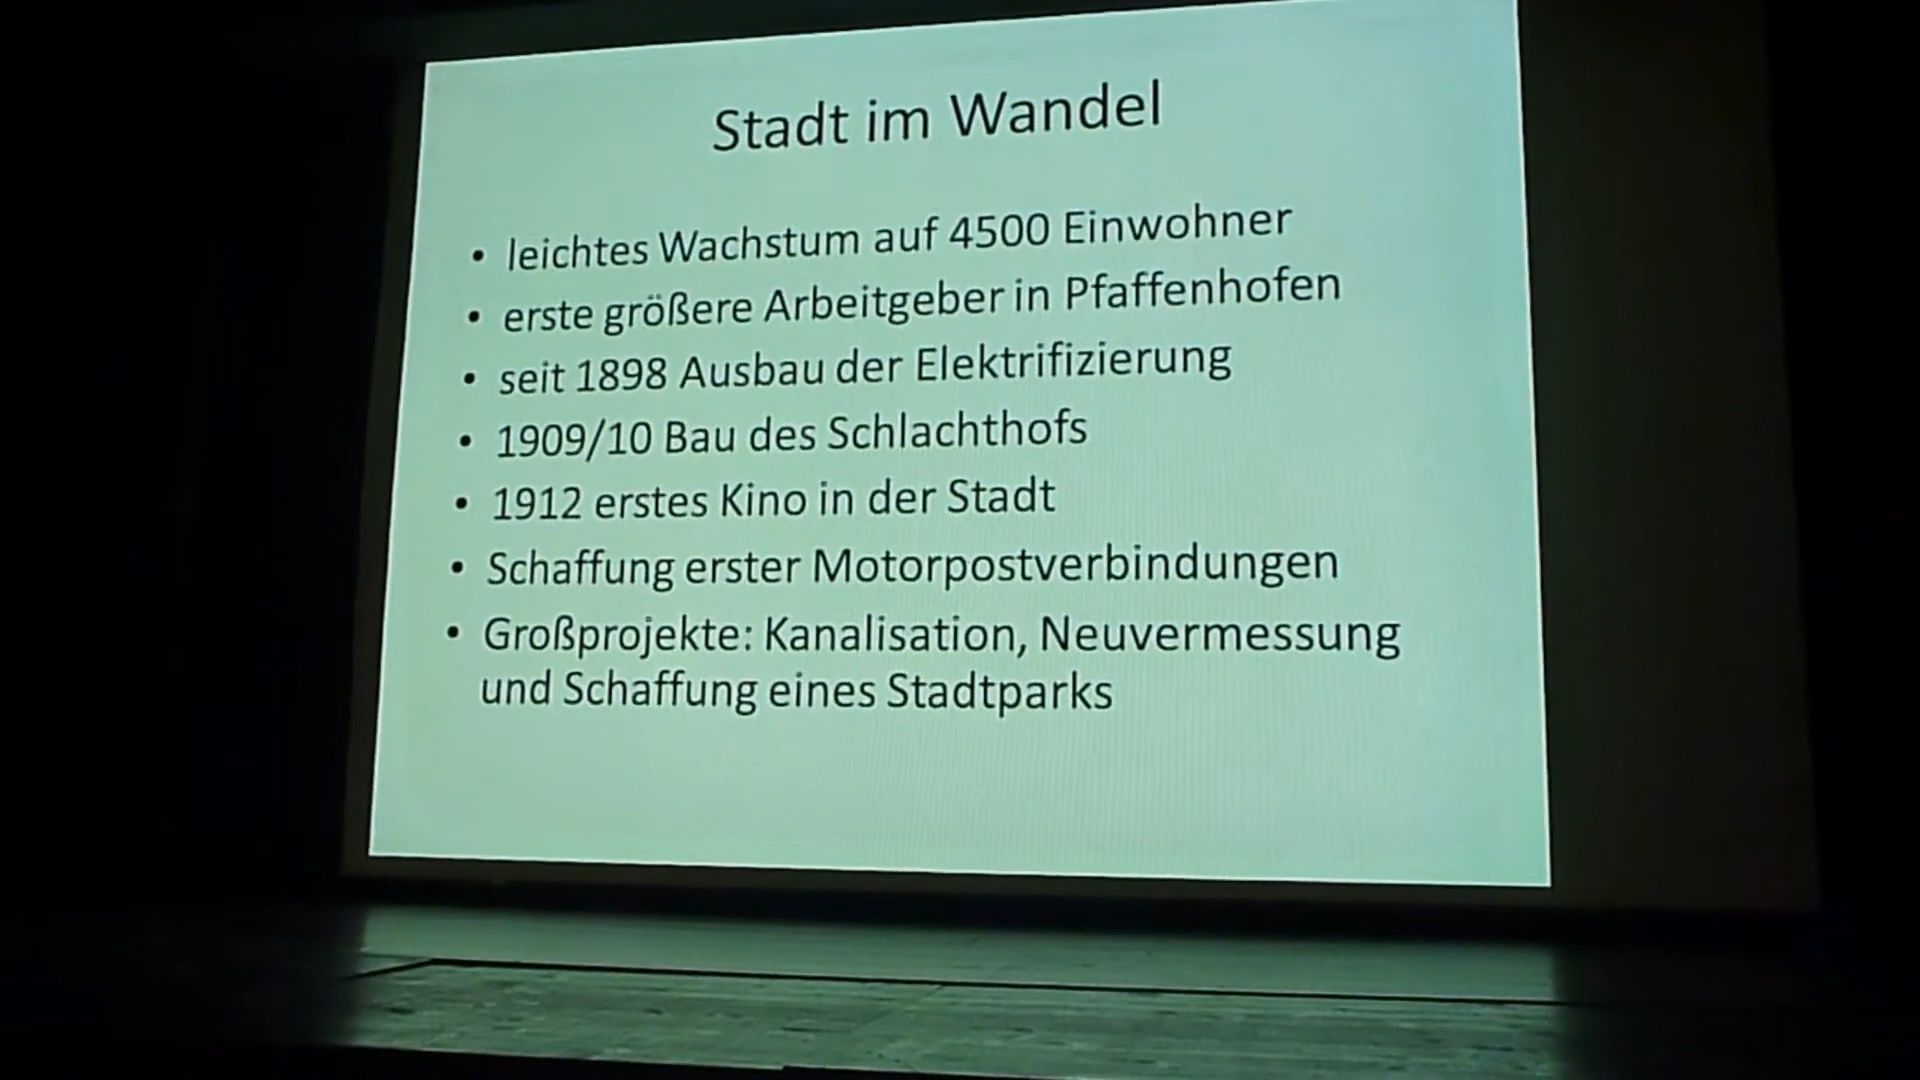 Stadt im Wandel
• leichtes Wachstum auf 4500 Einwohner
• erste größere Arbeitgeber in Pfaffenhofen
• seit 1898 Ausbau der Elektrifizierung
• 1909/10 Bau des Schlachthofs
• 1912 erstes Kino in der Stadt
• Schaffung erster Motorpostverbindungen
• Großprojekte: Kanalisation, Neuvermessung
und Schaffung eines Stadtparks